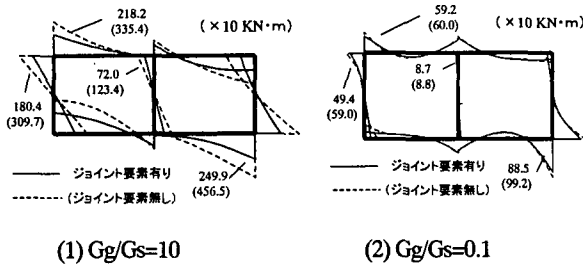 218.2
(335.4)
(×10 KN・m)
72.0
(123.4)
180.4
(309.7)
249.9
(456.5)
ジョイント要素有り
(ジョイント要素無し)
(1) Gg/Gs=10
59.2
(60.0)
(×10 KN・m)
8.7
(8.8)
49.4
(59.0)
88.5
(99.2)
ジョイント要素有り
(ジョイント要素無し)
(2) Gg/Gs=0.1